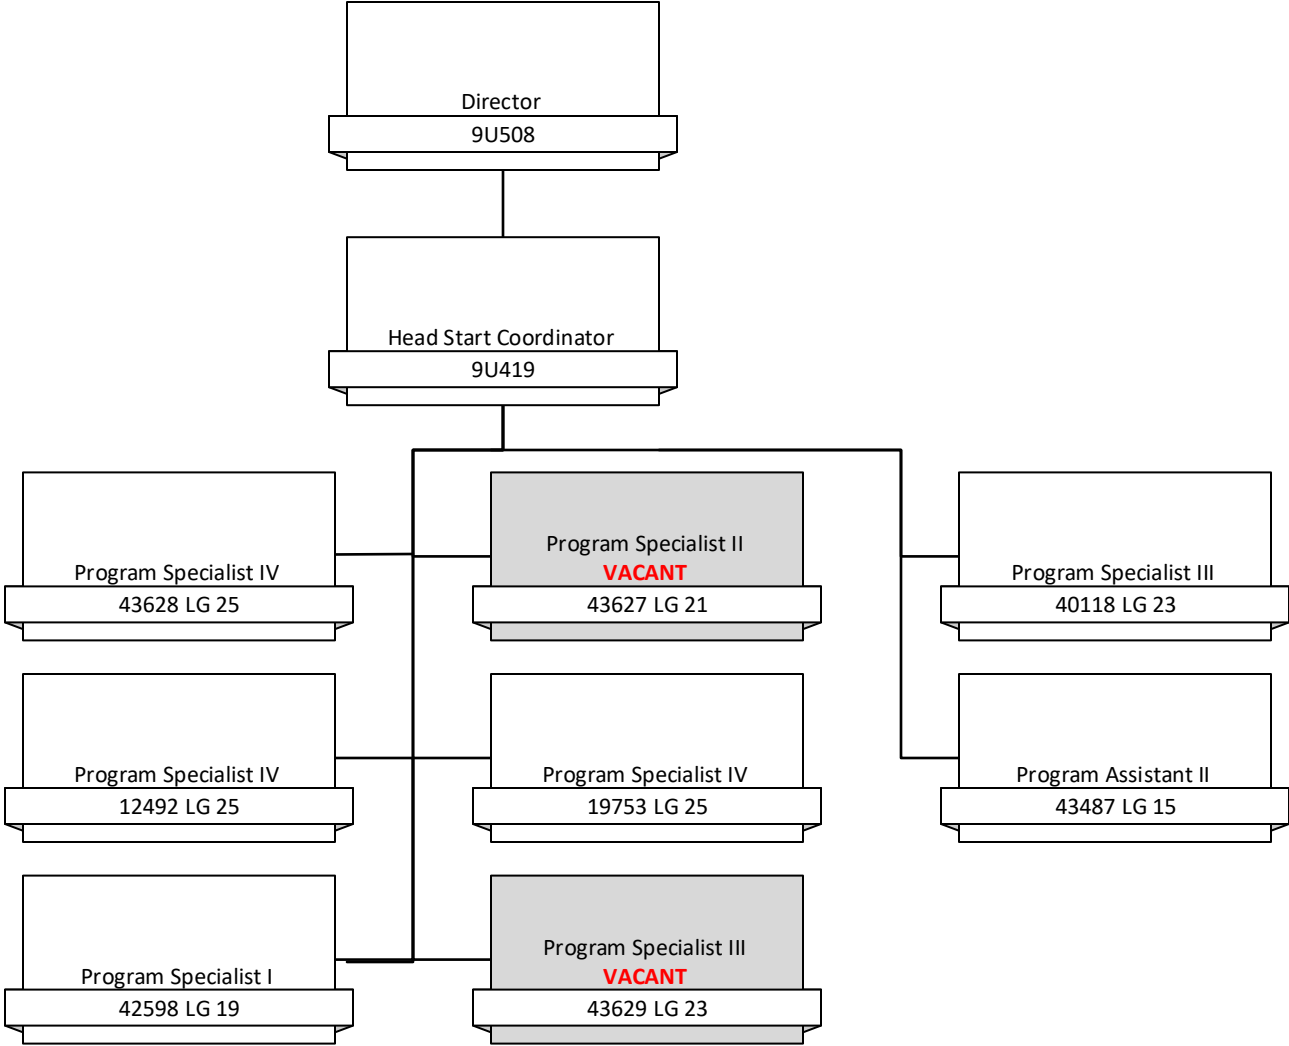 Director
9U508
Head Start Coordinator
9U419
Program Specialist IV
43628 LG 25
Program Specialist II
VACANT
43627 LG 21
Program Specialist III
40118 LG 23
Program Specialist IV
12492 LG 25
Program Specialist IV
19753 LG 25
Program Assistant II
43487 LG 15
Program Specialist I
42598 LG 19
Program Specialist III
VACANT
43629 LG 23